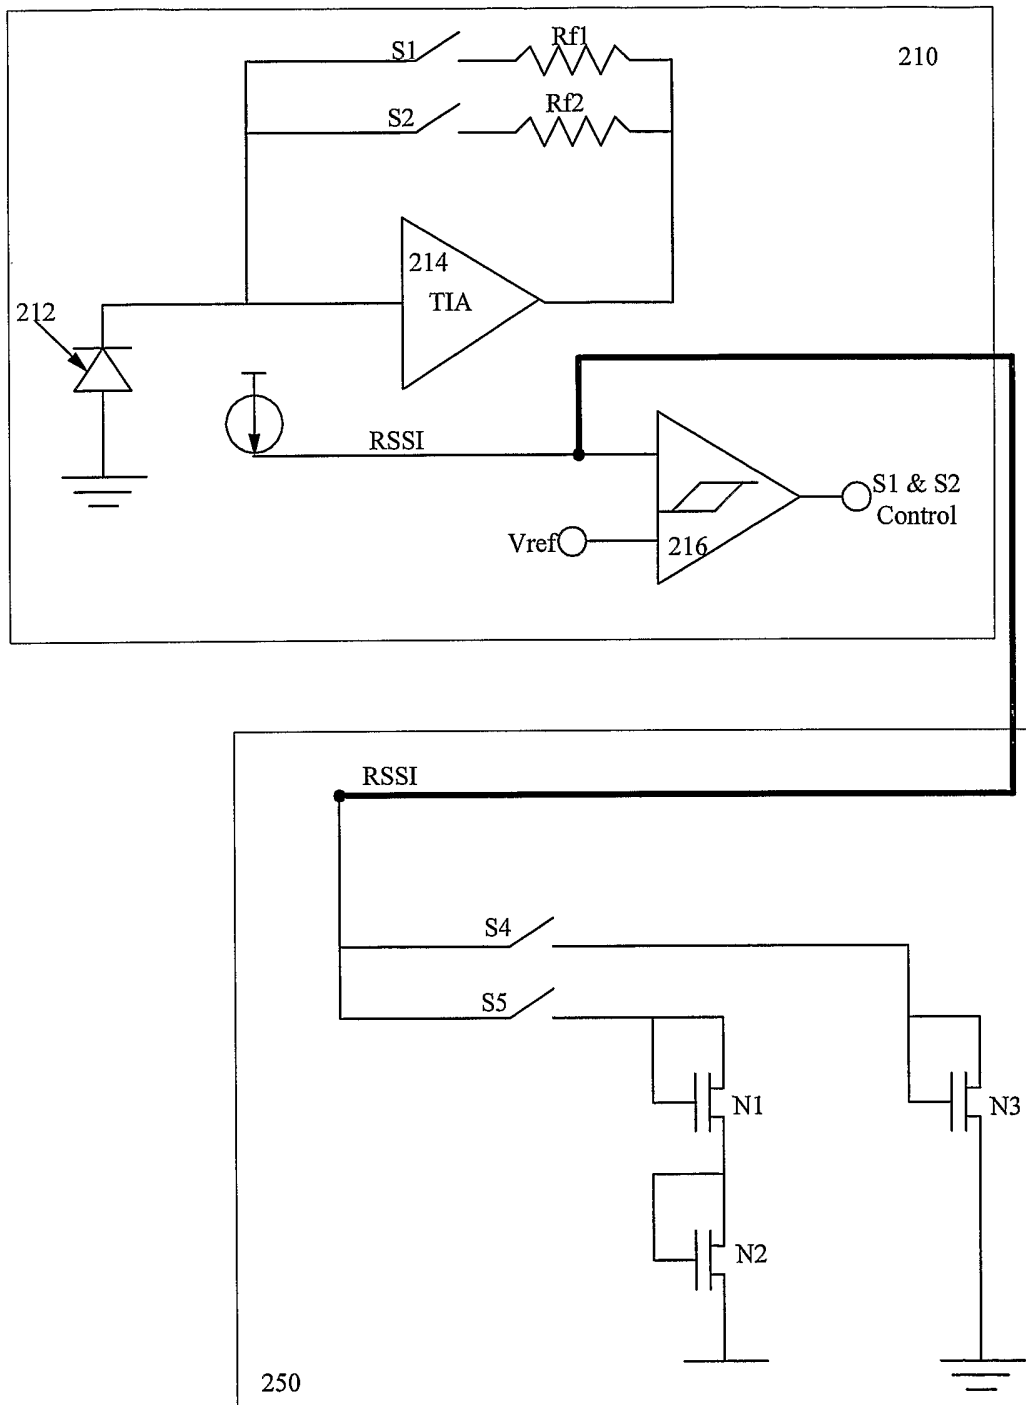 S1
Rf1
210
S2
Rf2
214
TIA
212
RSSI
S1 & S2
Control
Vref
216
RSSI
S4
S5
N1
N3
N2
250